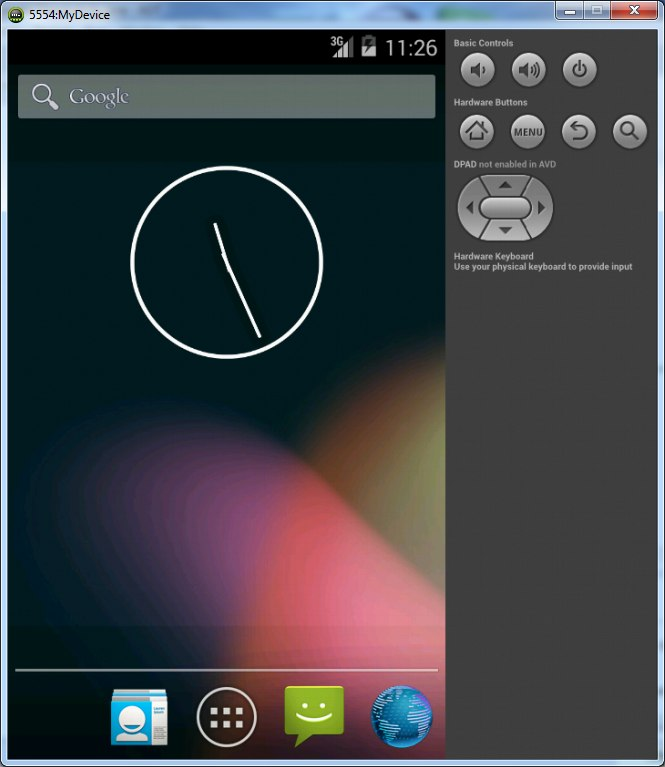 5554:MyDevice
3G 11:26
Google
Basic Controls
Hardware Buttons
MENU
DPAD not enabled in AVD
Hardware Keyboard
Use your physical keyboard to provide input